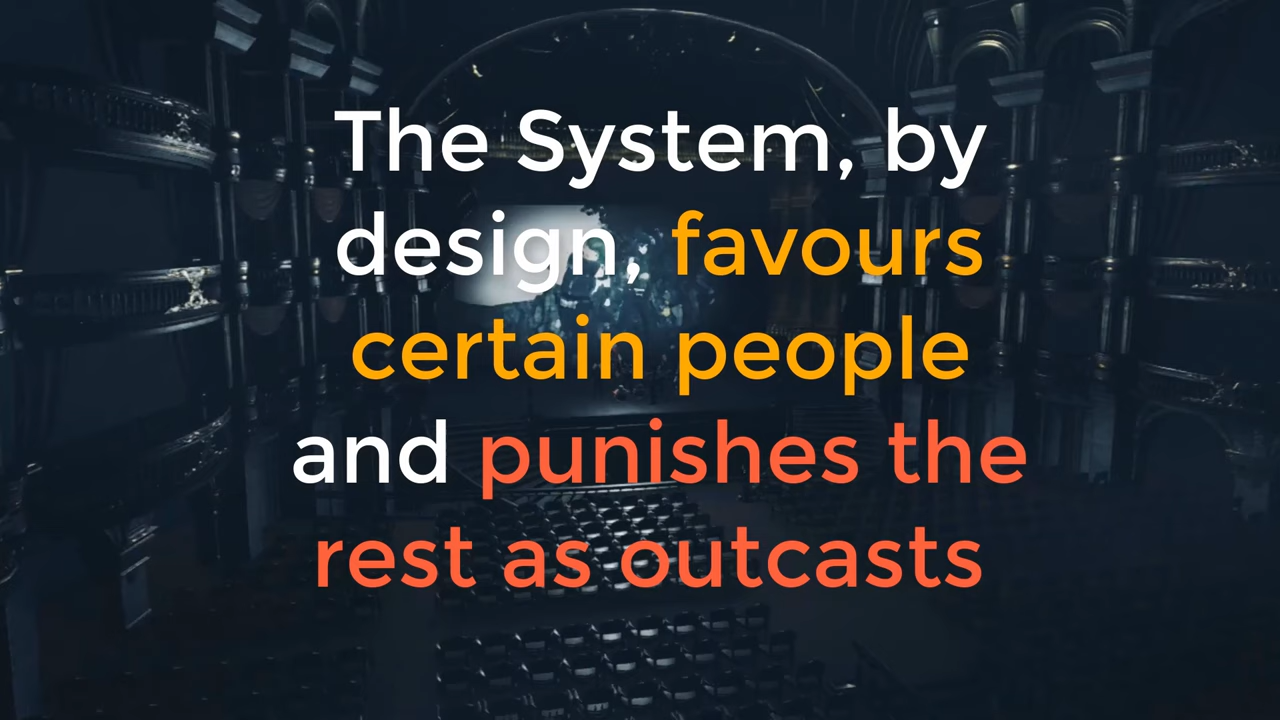 The System, by
design, favours
certain people
and punishes the
rest as outcasts